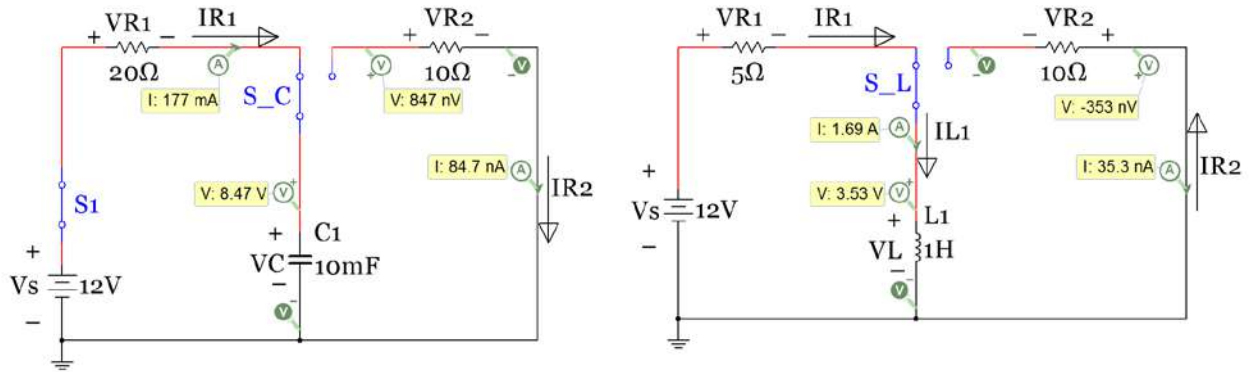 VR1
IR1
VR2
+
−
+
−
A
V
+
V
−
20Ω
10Ω
I: 177 mA
S_C
V: 847 nV
I: 84.7 nA
A
IR2
S1
V: 8.47 V
V
+
+
C1
+
VC
10mF
−
Vs
12V
−
V
−
VR1
IR1
VR2
+
−
−
+
V
−
V
+
5Ω
10Ω
S_L
V: -353 nV
I: 1.69 A
A
IL1
I: 35.3 nA
A
IR2
+
V: 3.53 V
V
+
L1
+
Vs
12V
VL
1H
−
−
V
−